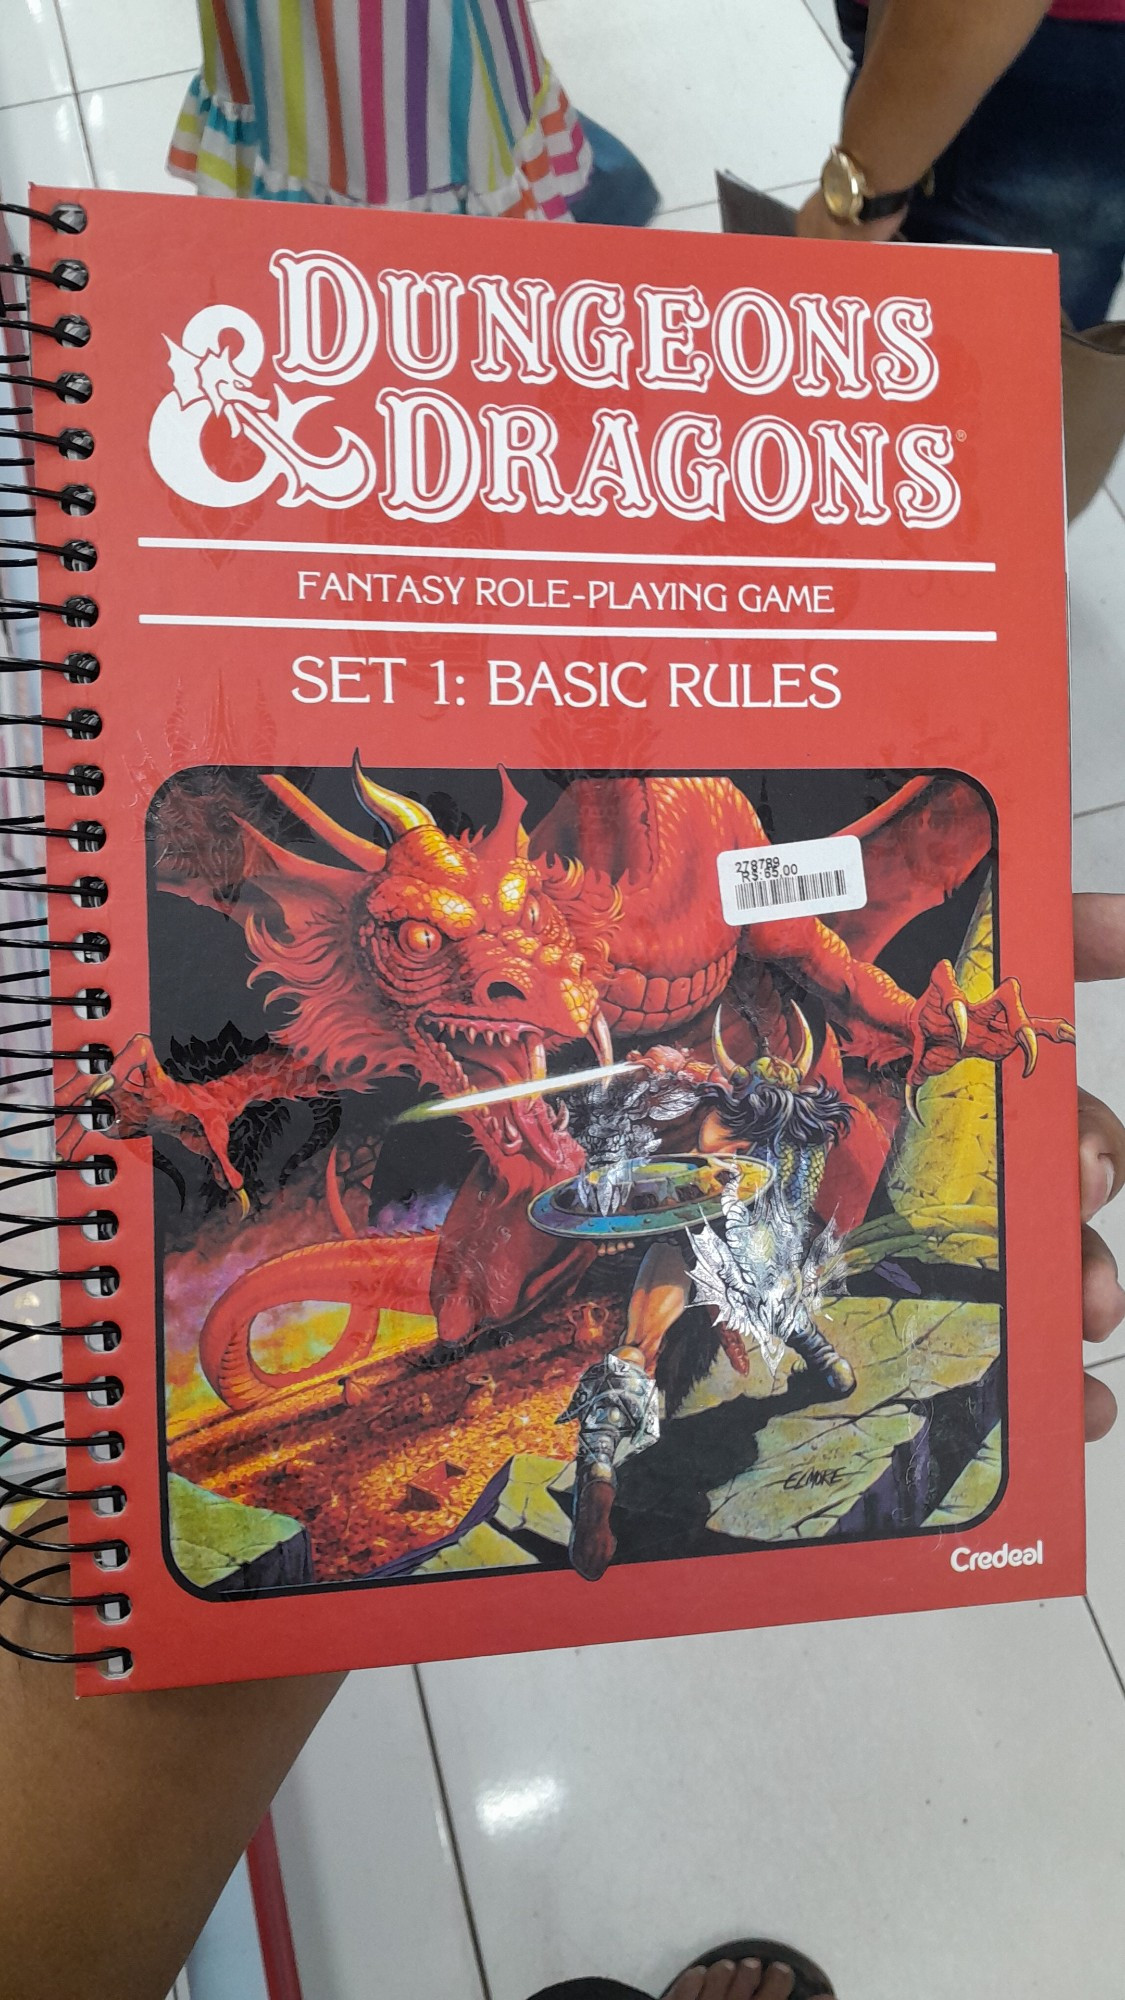 DUNGEONS
& DRAGONS®
FANTASY ROLE-PLAYING GAME
SET 1: BASIC RULES
278789
R$:65,00
ELMORE
Credeal